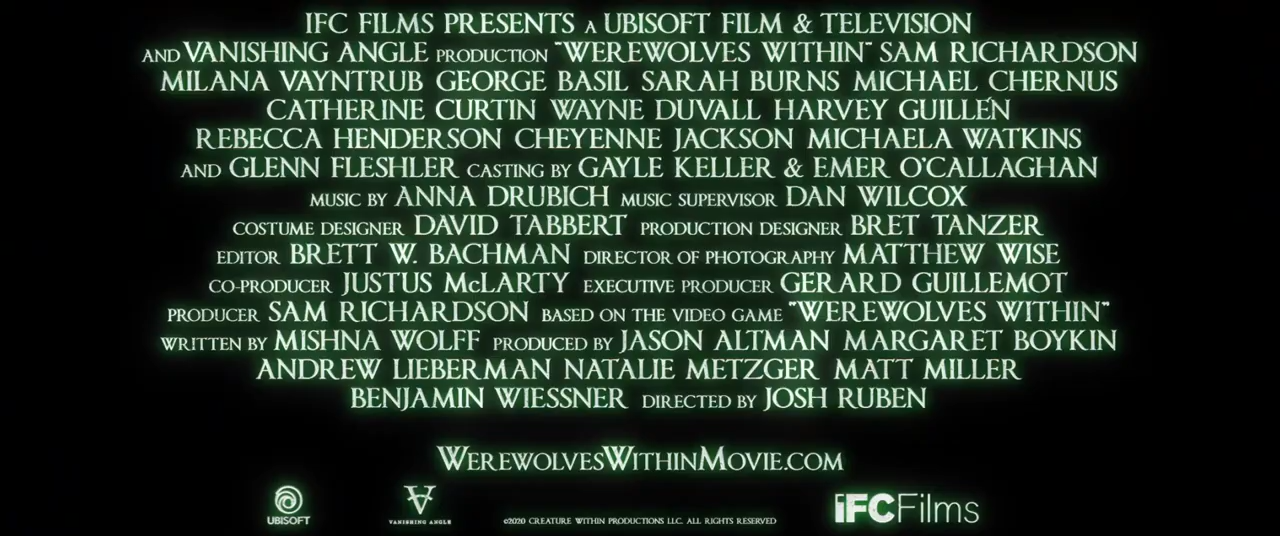 IFC FILMS PRESENTS A UBISOFT FILM & TELEVISION
AND VANISHING ANGLE PRODUCTION "WEREWOLVES WITHIN" SAM RICHARDSON
MILANA VAYNTRUB GEORGE BASIL SARAH BURNS MICHAEL CHERNUS
CATHERINE CURTIN WAYNE DUVALL HARVEY GUILLÉN
REBECCA HENDERSON CHEYENNE JACKSON MICHAELA WATKINS
AND GLENN FLESHLER CASTING BY GAYLE KELLER & EMER O'CALLAGHAN
MUSIC BY ANNA DRUBICH MUSIC SUPERVISOR DAN WILCOX
COSTUME DESIGNER DAVID TABBERT PRODUCTION DESIGNER BRET TANZER
EDITOR BRETT W. BACHMAN DIRECTOR OF PHOTOGRAPHY MATTHEW WISE
CO-PRODUCER JUSTUS McLARTY EXECUTIVE PRODUCER GERARD GUILLEMOT
PRODUCER SAM RICHARDSON BASED ON THE VIDEO GAME "WEREWOLVES WITHIN"
WRITTEN BY MISHNA WOLFF PRODUCED BY JASON ALTMAN MARGARET BOYKIN
ANDREW LIEBERMAN NATALIE METZGER MATT MILLER
BENJAMIN WIESSNER DIRECTED BY JOSH RUBEN
WEREWOLVESWITHINMOVIE.COM
UBISOFT VANISHING ANGLE ©2020 CREATURE WITHIN PRODUCTIONS LLC. ALL RIGHTS RESERVED IFC Films